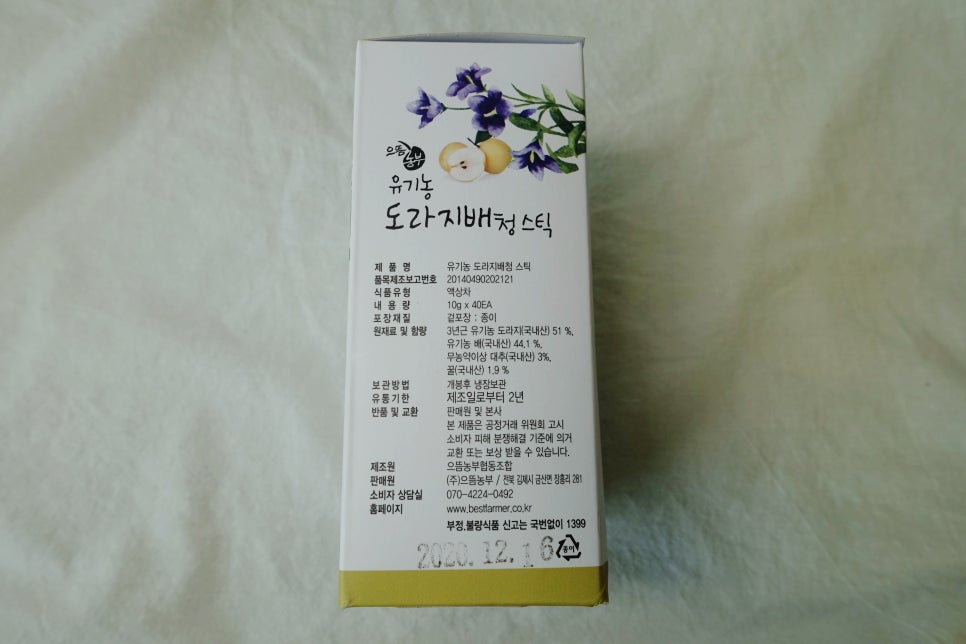 으뜸농부
유기농
도라지배청스틱
제 품 명 유기농 도라지배청 스틱
품목제조보고번호 20140490202121
식품유형 액상차
내 용 량 10g x 40EA
포장재질 겉포장 : 종이
원재료 및 함량 3년근 유기농 도라지(국내산) 51 %,
유기농 배(국내산) 44.1 %,
무농약이상 대추(국내산) 3%,
꿀(국내산) 1.9 %
보관방법 개봉후 냉장보관
유통기한 제조일로부터 2년
반품 및 교환 판매원 및 본사
본 제품은 공정거래 위원회 고시
소비자 피해 분쟁해결 기준에 의거
교환 또는 보상 받을 수 있습니다.
제조원 으뜸농부협동조합
판매원 (주)으뜸농부 / 전북 김제시 금산면 장흥리 281
소비자 상담실 070-4224-0492
홈페이지 www.bestfarmer.co.kr
부정.불량식품 신고는 국번없이 1399
2020.12.16
종이